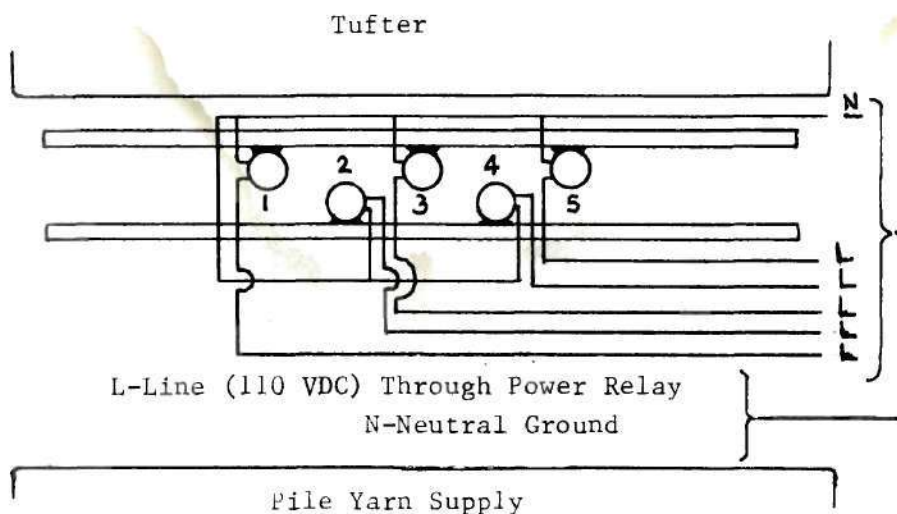 Tufter
N
2 4
1 3 5
L
L
L
L
L
L-Line (110 VDC) Through Power Relay
N-Neutral Ground
Pile Yarn Supply